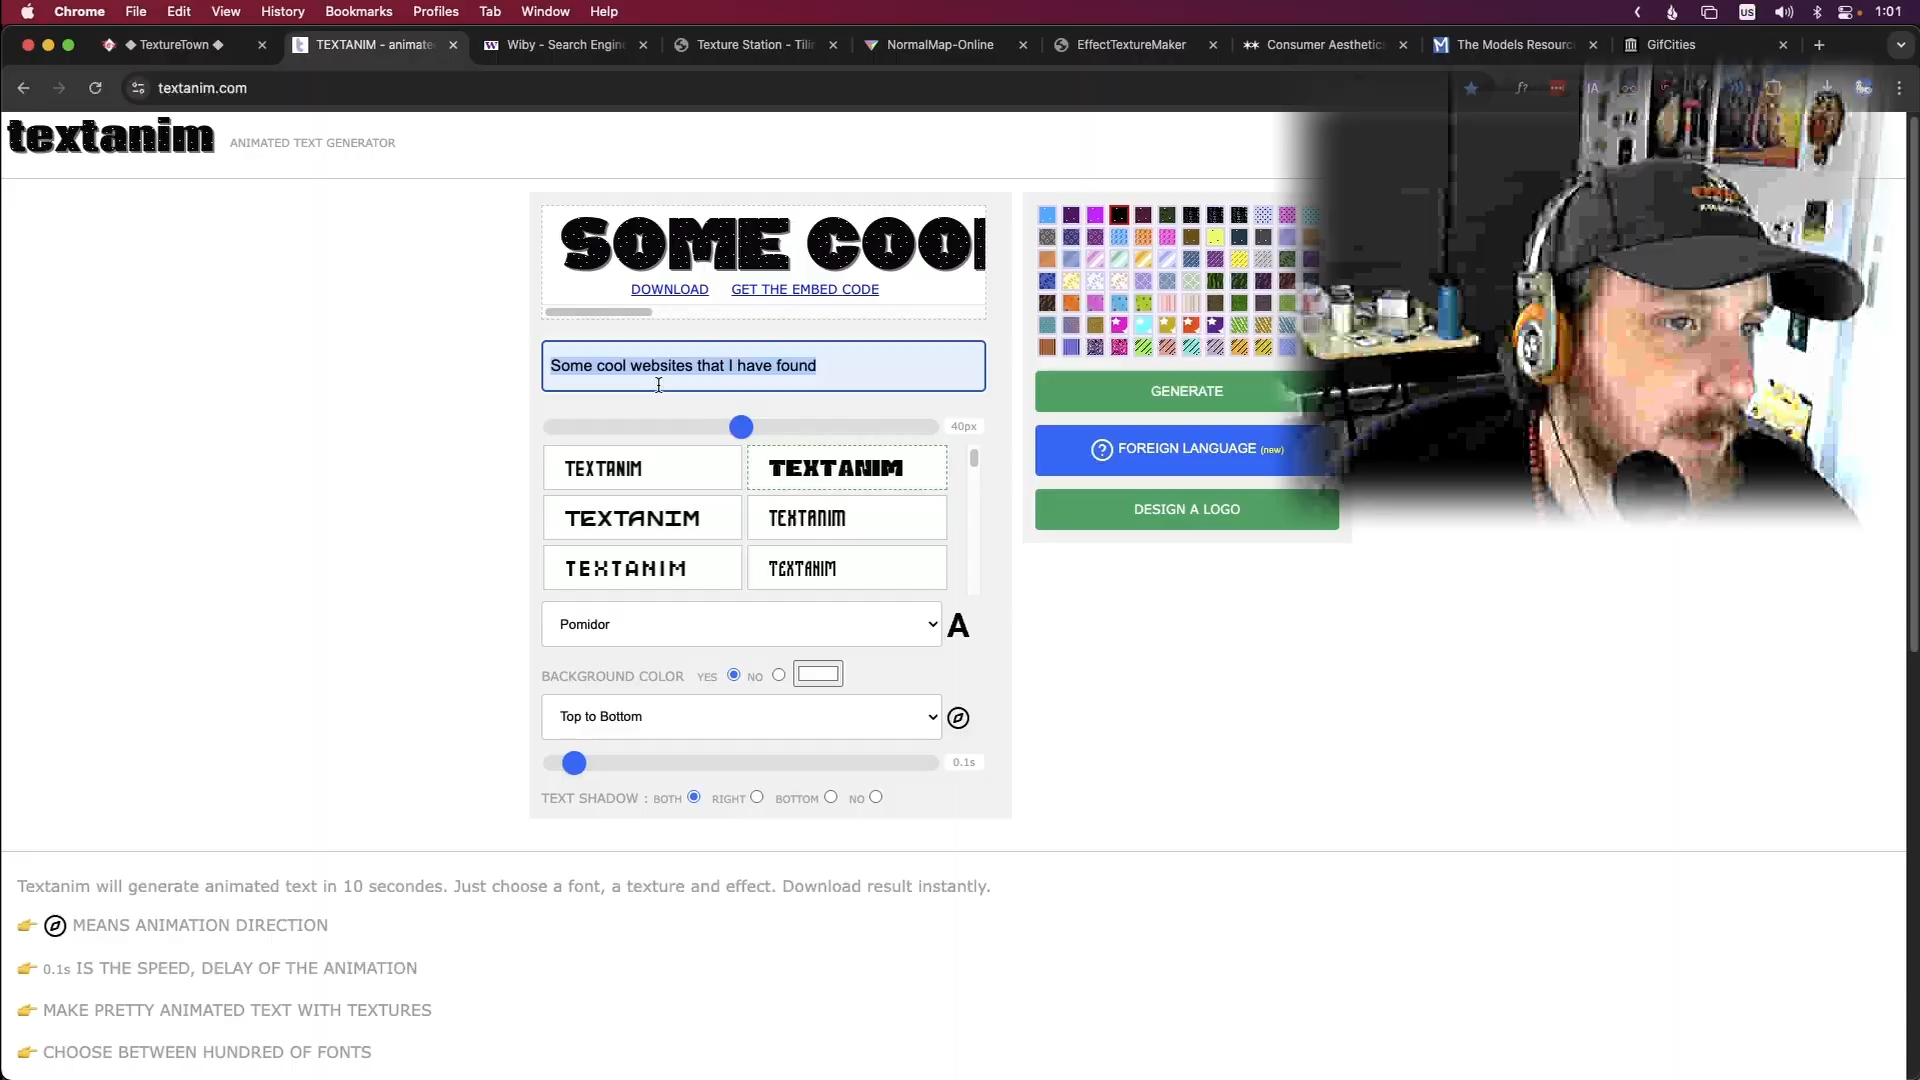 Chrome File Edit View History Bookmarks Profiles Tab Window Help US 1:01
◆ TextureTown ◆ TEXTANIM - animate Wiby - Search Engin Texture Station - Tilin NormalMap-Online EffectTextureMaker Consumer Aesthetic The Models Resourc GifCities
textanim.com
textanim ANIMATED TEXT GENERATOR
SOME COOL
DOWNLOAD GET THE EMBED CODE
Some cool websites that I have found
40px
TEXTANIM TEXTANIM
TEXTANIM TEXTANIM
TEXTANIM TEXTANIM
Pomidor A
BACKGROUND COLOR YES NO
Top to Bottom
0.1s
TEXT SHADOW : BOTH RIGHT BOTTOM NO
GENERATE
? FOREIGN LANGUAGE (new)
DESIGN A LOGO
Textanim will generate animated text in 10 secondes. Just choose a font, a texture and effect. Download result instantly.
👉 MEANS ANIMATION DIRECTION
👉 0.1s IS THE SPEED, DELAY OF THE ANIMATION
👉 MAKE PRETTY ANIMATED TEXT WITH TEXTURES
👉 CHOOSE BETWEEN HUNDRED OF FONTS